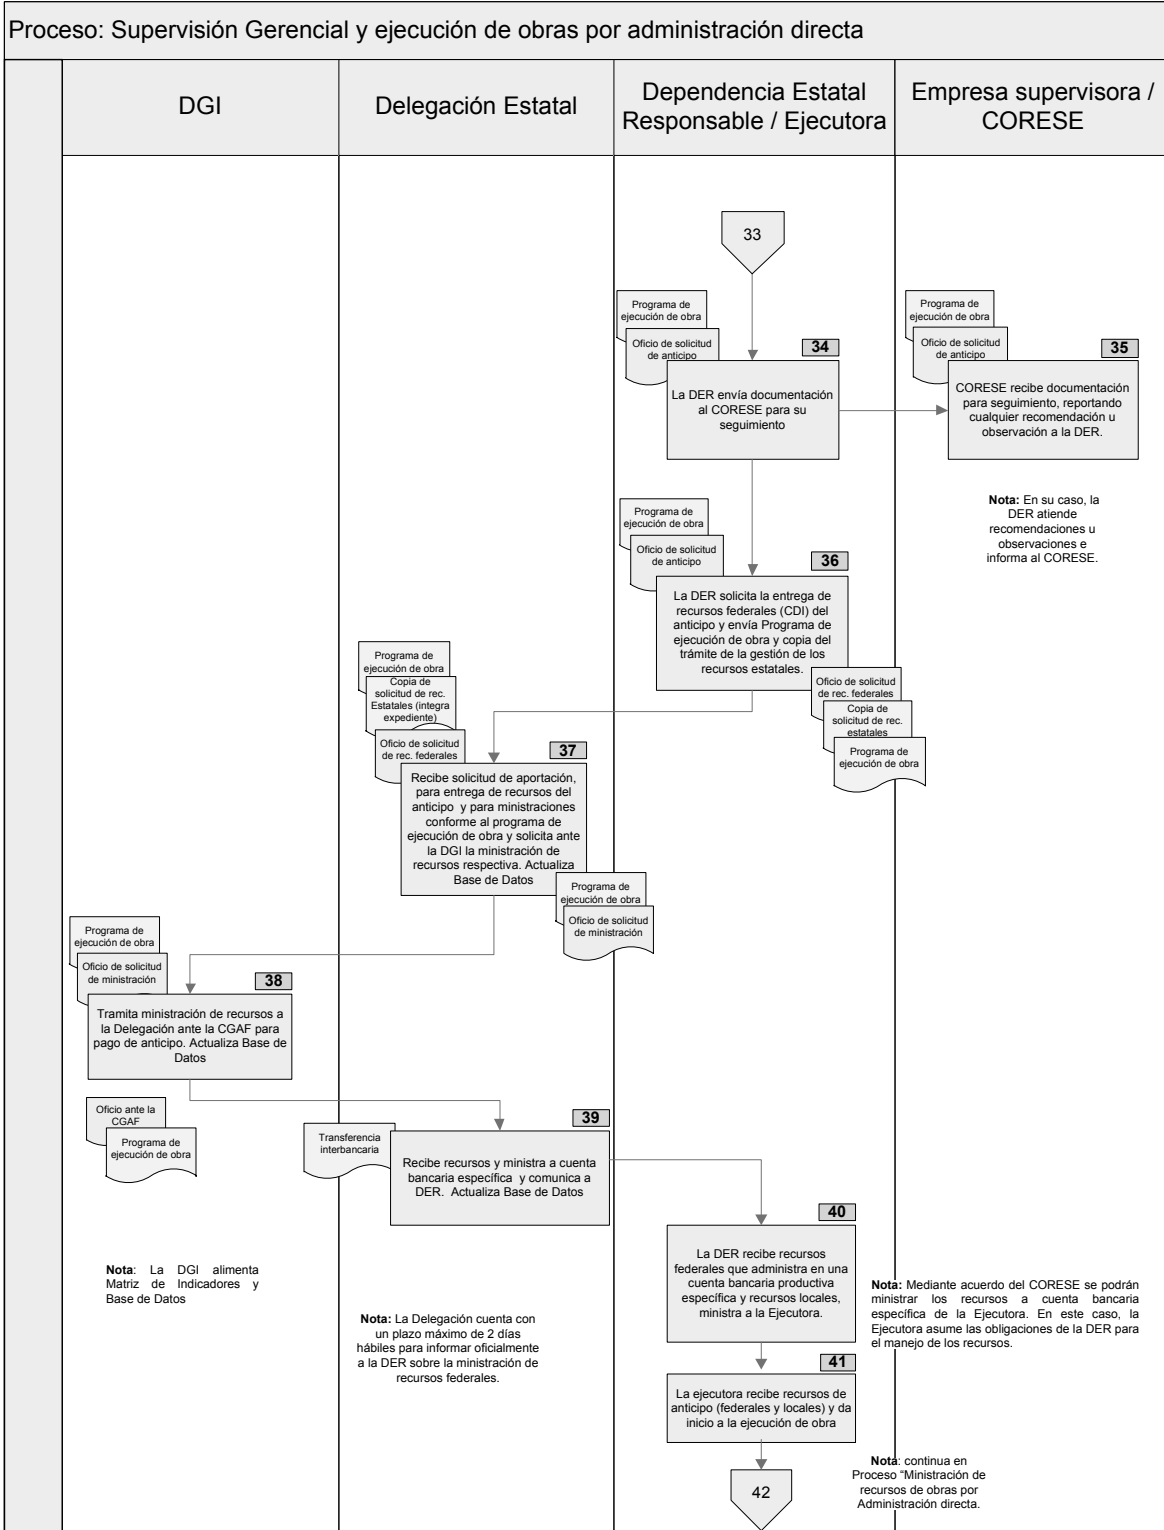 Proceso: Supervisión Gerencial y ejecución de obras por administración directa
DGI
Delegación Estatal
Dependencia Estatal
Responsable / Ejecutora
Empresa supervisora /
CORESE
33
Programa de
ejecución de obra
Oficio de solicitud
de anticipo
34
La DER envía documentación
al CORESE para su
seguimiento
Programa de
ejecución de obra
Oficio de solicitud
de anticipo
35
CORESE recibe documentación
para seguimiento, reportando
cualquier recomendación u
observación a la DER.
Nota: En su caso, la
DER atiende
recomendaciones u
observaciones e
informa al CORESE.
Programa de
ejecución de obra
Oficio de solicitud
de anticipo
36
La DER solicita la entrega de
recursos federales (CDI) del
anticipo y envía Programa de
ejecución de obra y copia del
trámite de la gestión de los
recursos estatales.
Oficio de solicitud
de rec. federales
Copia de
solicitud de rec.
estatales
Programa de
ejecución de obra
Programa de
ejecución de obra
Copia de
solicitud de rec.
Estatales (integra
expediente)
Oficio de solicitud
de rec. federales
37
Recibe solicitud de aportación,
para entrega de recursos del
anticipo y para ministraciones
conforme al programa de
ejecución de obra y solicita ante
la DGI la ministración de
recursos respectiva. Actualiza
Base de Datos
Programa de
ejecución de obra
Oficio de solicitud
de ministración
Programa de
ejecución de obra
Oficio de solicitud
de ministración
38
Tramita ministración de recursos a
la Delegación ante la CGAF para
pago de anticipo. Actualiza Base de
Datos
Oficio ante la
CGAF
Programa de
ejecución de obra
Transferencia
interbancaria
39
Recibe recursos y ministra a cuenta
bancaria específica y comunica a
DER. Actualiza Base de Datos
Nota: La DGI alimenta
Matriz de Indicadores y
Base de Datos
Nota: La Delegación cuenta con
un plazo máximo de 2 días
hábiles para informar oficialmente
a la DER sobre la ministración de
recursos federales.
40
La DER recibe recursos
federales que administra en una
cuenta bancaria productiva
específica y recursos locales,
ministra a la Ejecutora.
Nota: Mediante acuerdo del CORESE se podrán
ministrar los recursos a cuenta bancaria
específica de la Ejecutora. En este caso, la
Ejecutora asume las obligaciones de la DER para
el manejo de los recursos.
41
La ejecutora recibe recursos de
anticipo (federales y locales) y da
inicio a la ejecución de obra
42
Nota: continua en
Proceso “Ministración de
recursos de obras por
Administración directa.